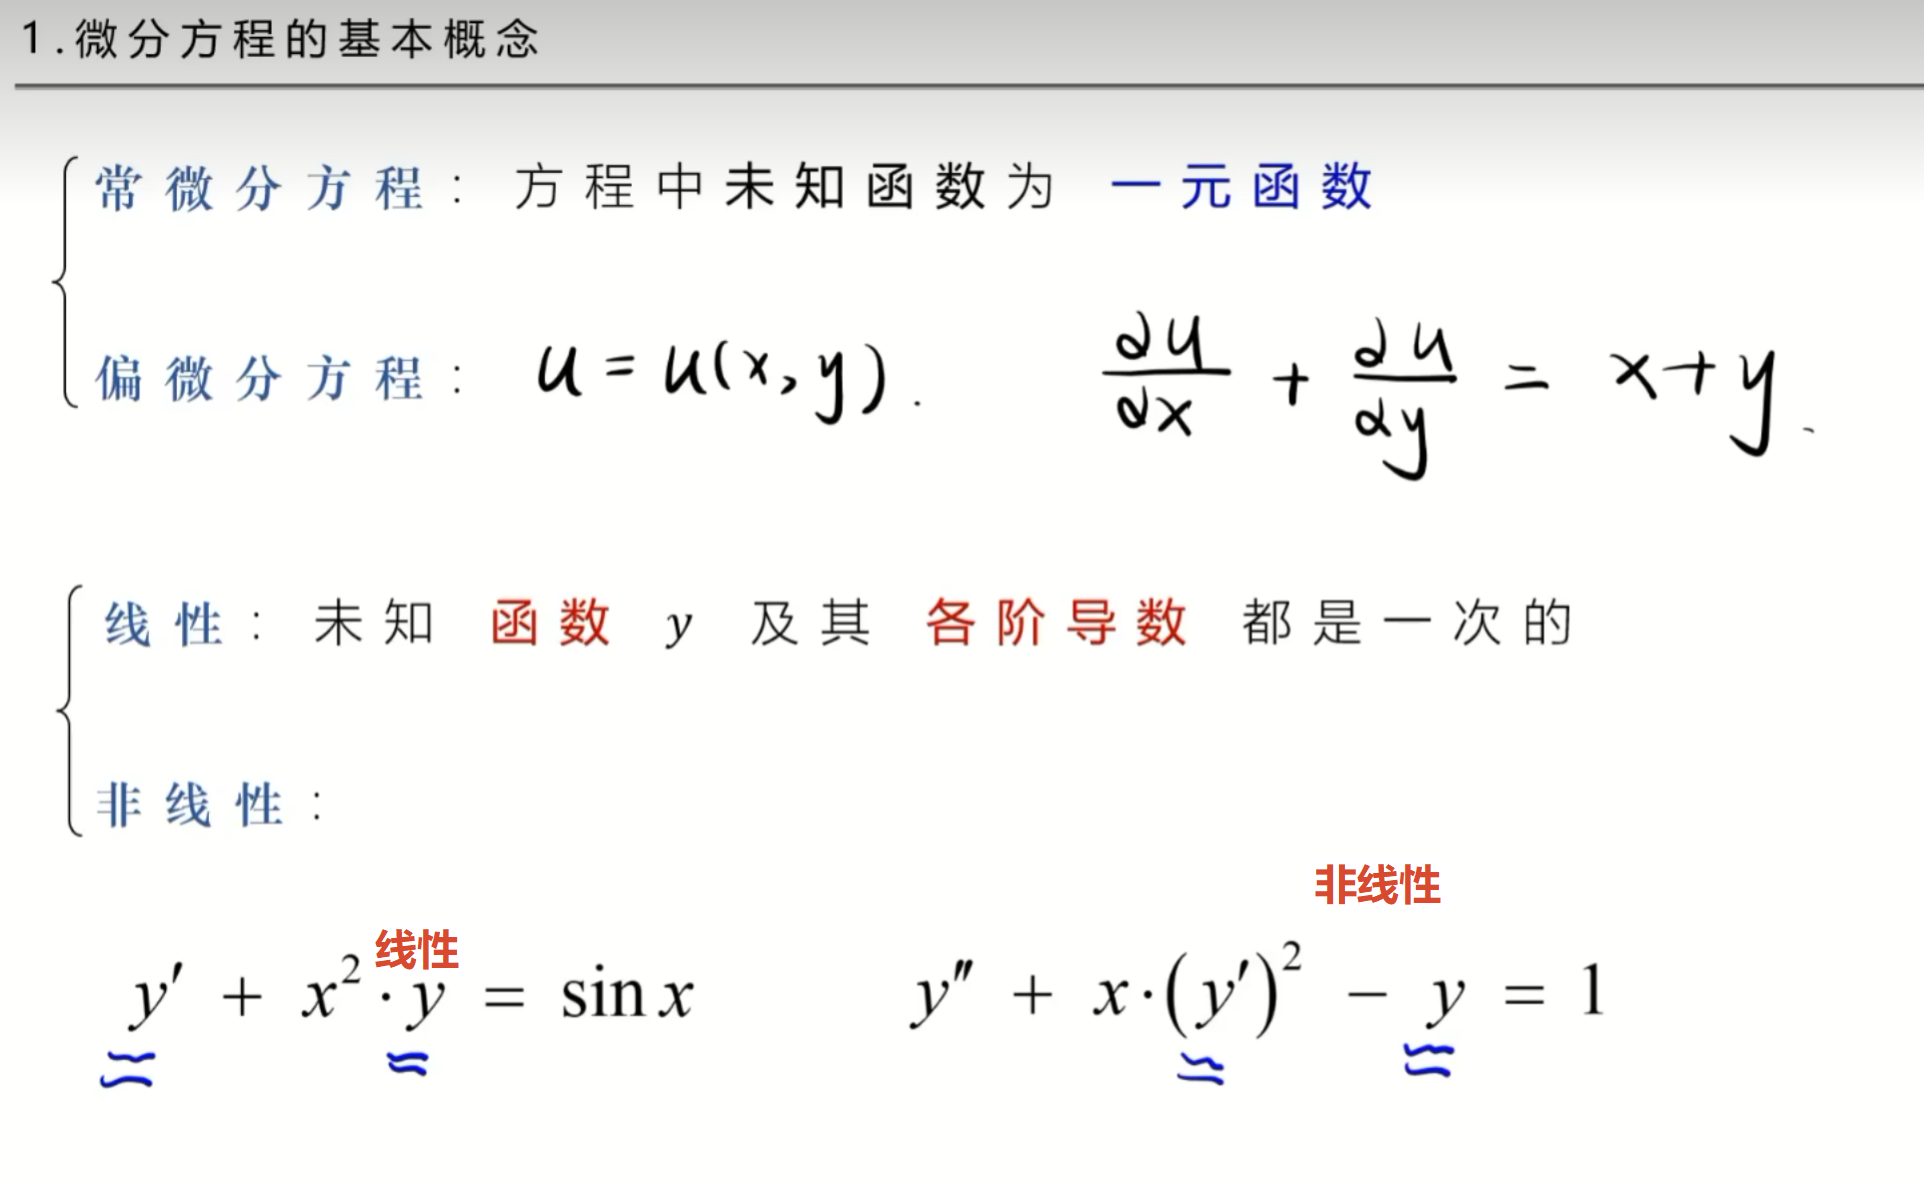 1.微分方程的基本概念
常微分方程: 方程中未知函数为 一元函数
偏微分方程: u = u(x,y). ∂u/∂x + ∂u/∂y = x+y.
线性: 未知 函数 y 及其 各阶导数 都是一次的
非线性:
非线性
线性
y′ + x²·y = sin x y″ + x·(y′)² − y = 1